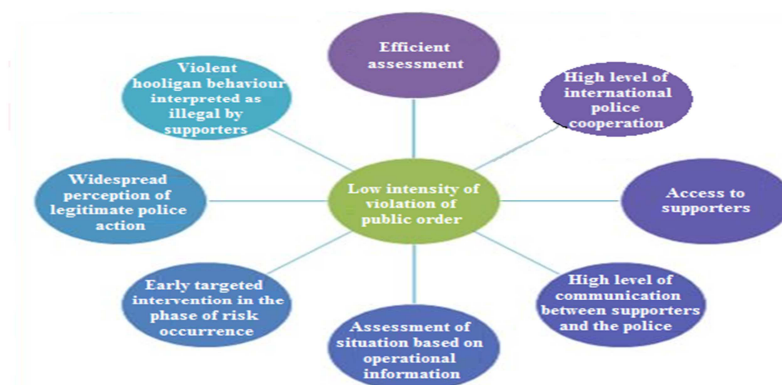 Efficient
assessment
High level of
international
police
cooperation
Access to
supporters
High level of
communication
between supporters
and the police
Assessment of
situation based on
operational
information
Early targeted
intervention in the
phase of risk
occurrence
Widespread
perception of
legitimate police
action
Violent
hooligan behaviour
interpreted as
illegal by
supporters
Low intensity of
violation of
public order